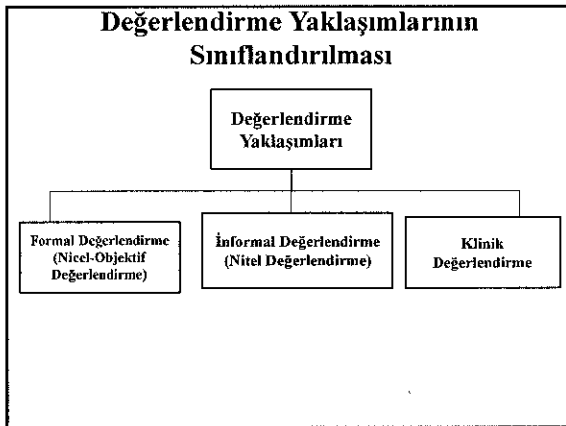 Değerlendirme Yaklaşımlarının
Sınıflandırılması
Değerlendirme
Yaklaşımları
Formal Değerlendirme
(Nicel-Objektif
Değerlendirme)
İnformal Değerlendirme
(Nitel Değerlendirme)
Klinik
Değerlendirme